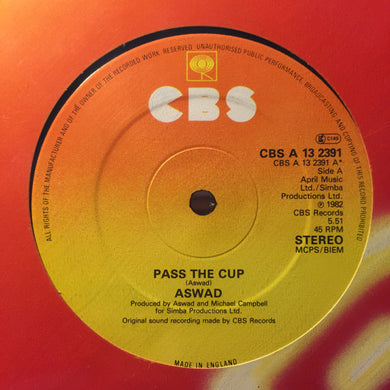 ALL RIGHTS OF THE MANUFACTURER AND OF THE OWNER OF THE RECORDED WORK RESERVED. UNAUTHORISED PUBLIC PERFORMANCE, BROADCASTING, AND COPYING OF THIS RECORD PROHIBITED
CBS
CBS A 13 2391
CBS A 13 2391 A*
Side A
April Music
Ltd./Simba
Productions Ltd.
℗ 1982
CBS Records
5.51
45 RPM
STEREO
MCPS/BIEM
PASS THE CUP
(Aswad)
ASWAD
Produced by Aswad and Michael Campbell
for Simba Productions Ltd.
Original sound recording made by CBS Records
MADE IN ENGLAND